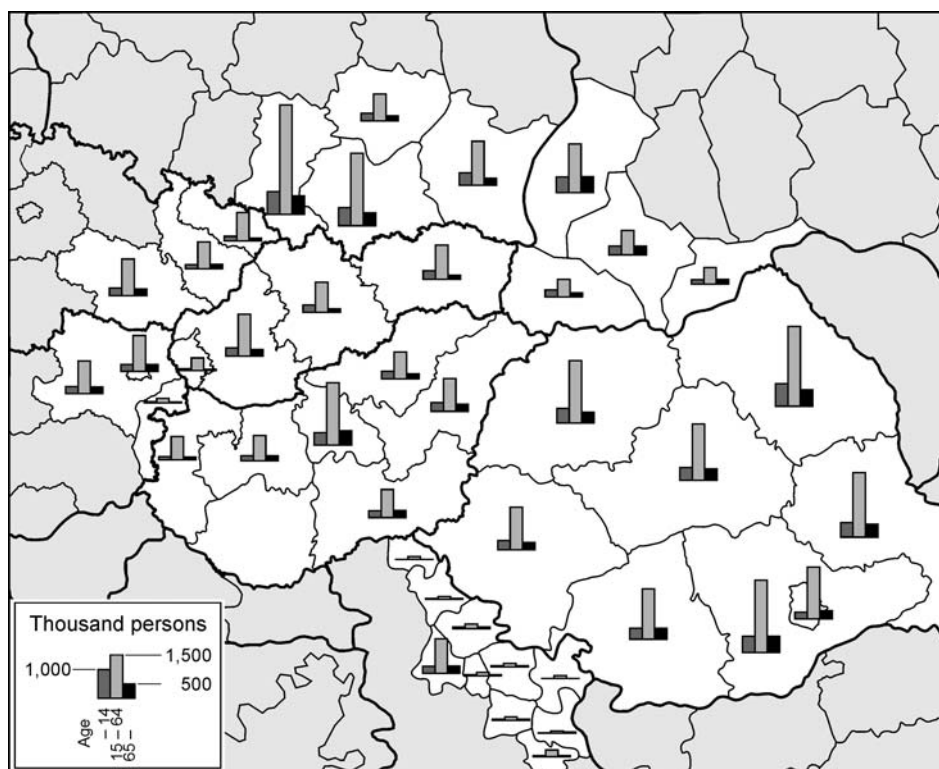 Thousand persons
1,500
1,000
500
Age
– 14
15 – 64
65 –